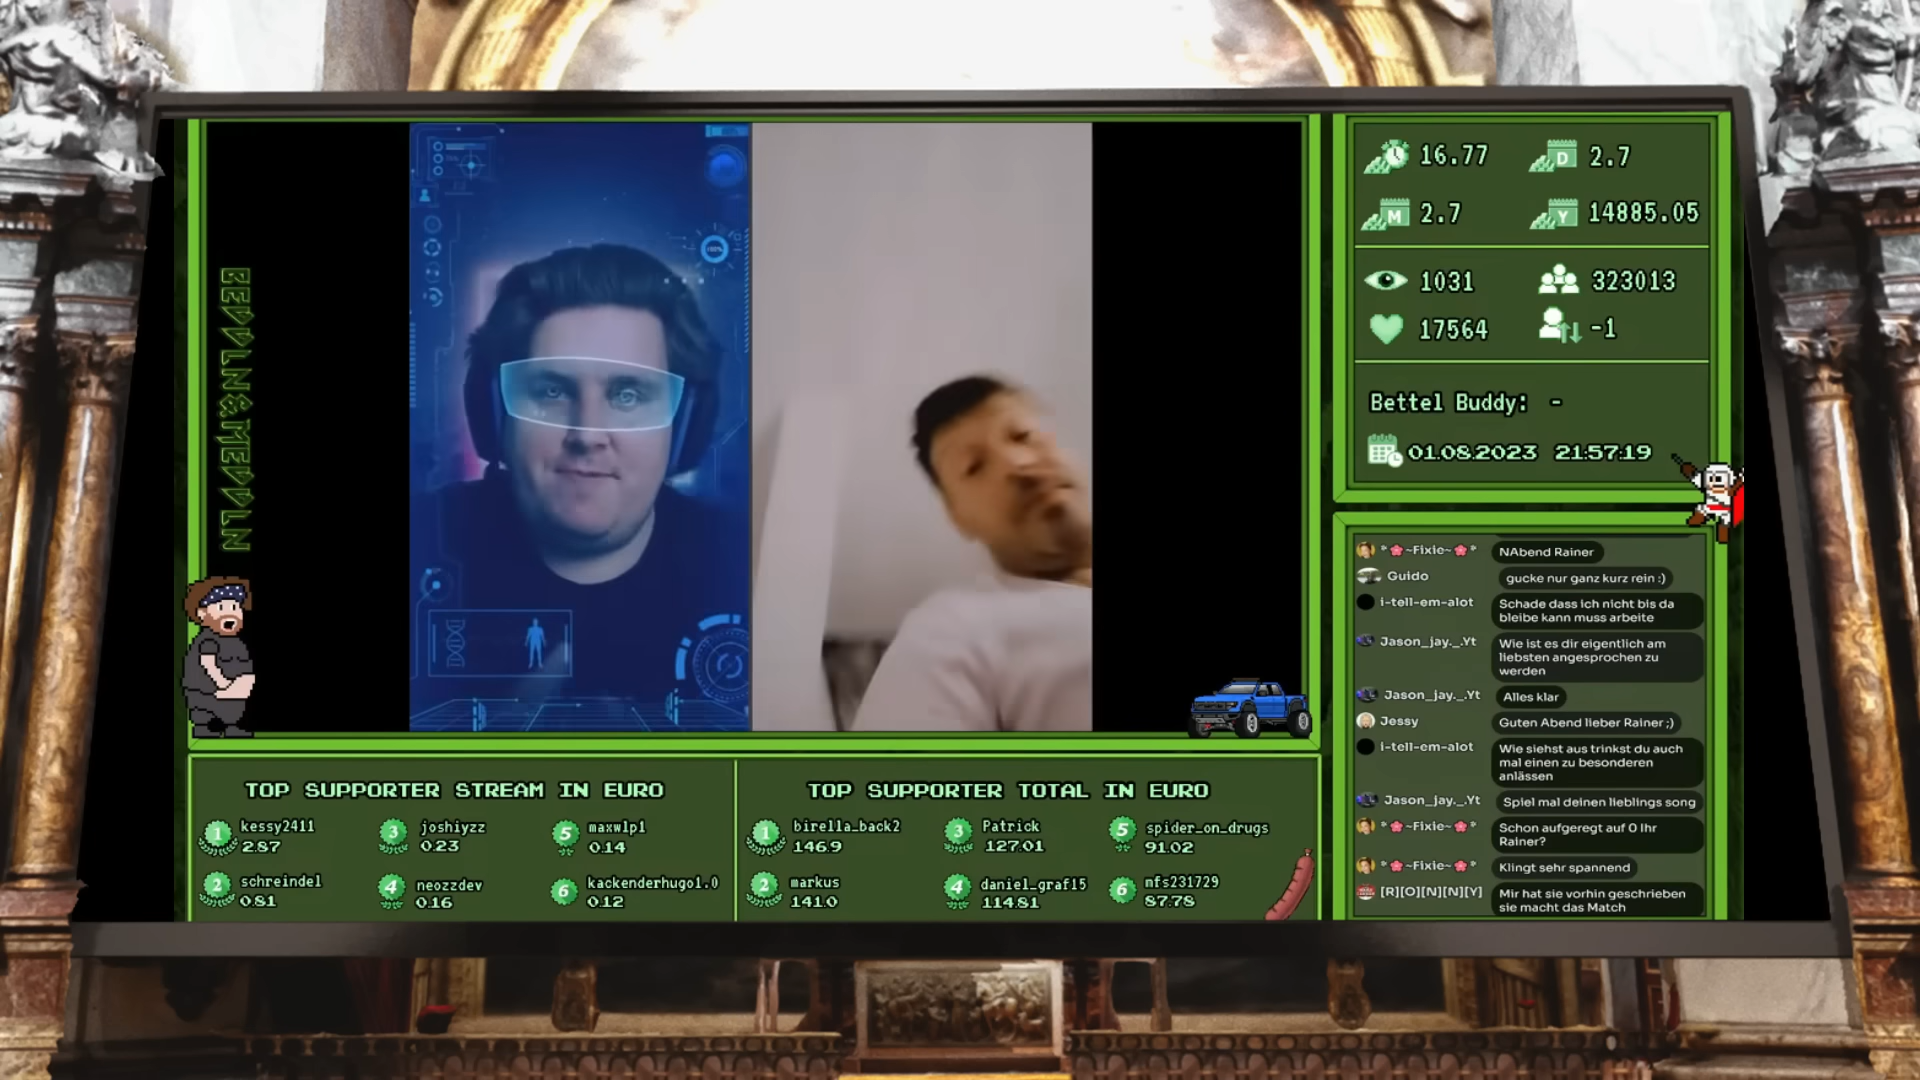 BETTLN & MEDDLN
100%
16.77
D 2.7
M 2.7
Y 14885.05
1031
323013
17564
-1
Bettel Buddy: -
01.08.2023 21:57:19
*🌸~Fixie~🌸* NAbend Rainer
Guido gucke nur ganz kurz rein :)
i-tell-em-alot Schade dass ich nicht bis da
bleibe kann muss arbeite
Jason_jay._.Yt Wie ist es dir eigentlich am
liebsten angesprochen zu
werden
Jason_jay._.Yt Alles klar
Jessy Guten Abend lieber Rainer ;)
i-tell-em-alot Wie siehst aus trinkst du auch
mal einen zu besonderen
anlässen
Jason_jay._.Yt Spiel mal deinen lieblings song
*🌸~Fixie~🌸* Schon aufgeregt auf 0 Ihr
Rainer?
*🌸~Fixie~🌸* Klingt sehr spannend
[R][O][N][N][Y] Mir hat sie vorhin geschrieben
sie macht das Match
TOP SUPPORTER STREAM IN EURO
1 kessy2411
2.87
2 schreindel
0.81
3 joshiyzz
0.23
4 neozzdev
0.16
5 maxwlp1
0.14
6 kackenderhugo1.0
0.12
TOP SUPPORTER TOTAL IN EURO
1 birella_back2
146.9
2 markus
141.0
3 Patrick
127.01
4 daniel_graf15
114.81
5 spider_on_drugs
91.02
6 nfs231729
87.78